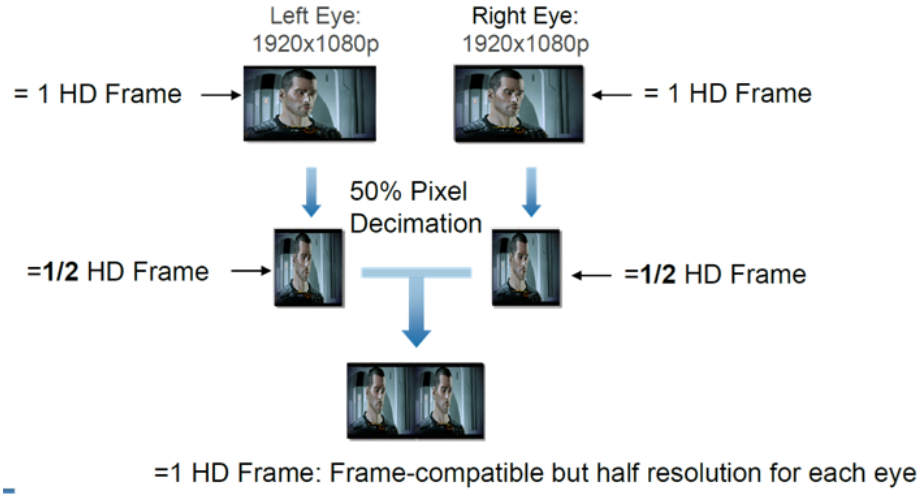 Left Eye:
1920x1080p
Right Eye:
1920x1080p
= 1 HD Frame
= 1 HD Frame
50% Pixel
Decimation
=1/2 HD Frame
=1/2 HD Frame
=1 HD Frame: Frame-compatible but half resolution for each eye